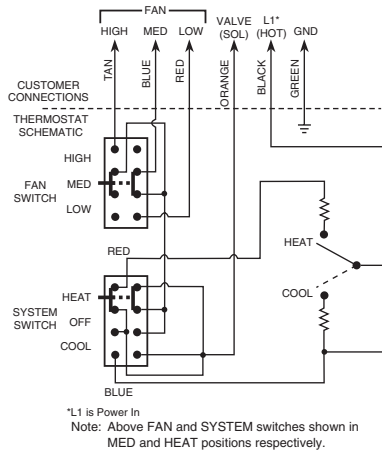 FAN
HIGH MED LOW VALVE (SOL) L1* (HOT) GND
TAN BLUE RED ORANGE BLACK GREEN
CUSTOMER
CONNECTIONS
THERMOSTAT
SCHEMATIC
HIGH
FAN
SWITCH
MED
LOW
RED
HEAT
SYSTEM
SWITCH
OFF
COOL
BLUE
HEAT
COOL
*L1 is Power In
Note: Above FAN and SYSTEM switches shown in
MED and HEAT positions respectively.